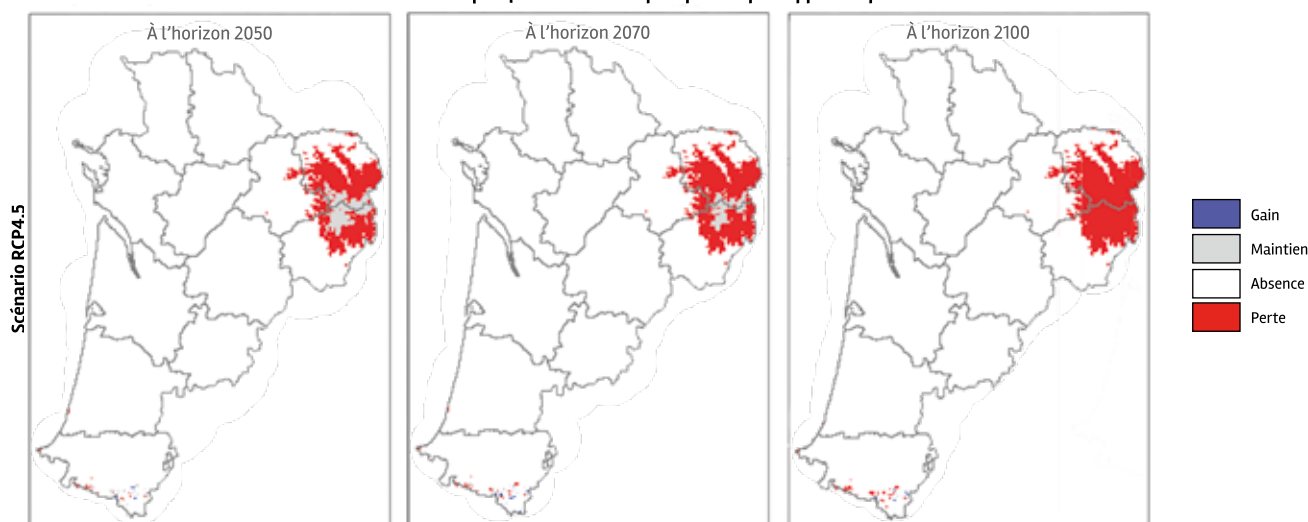 À l'horizon 2050
À l'horizon 2070
À l'horizon 2100
Scénario RCP4.5
Gain
Maintien
Absence
Perte